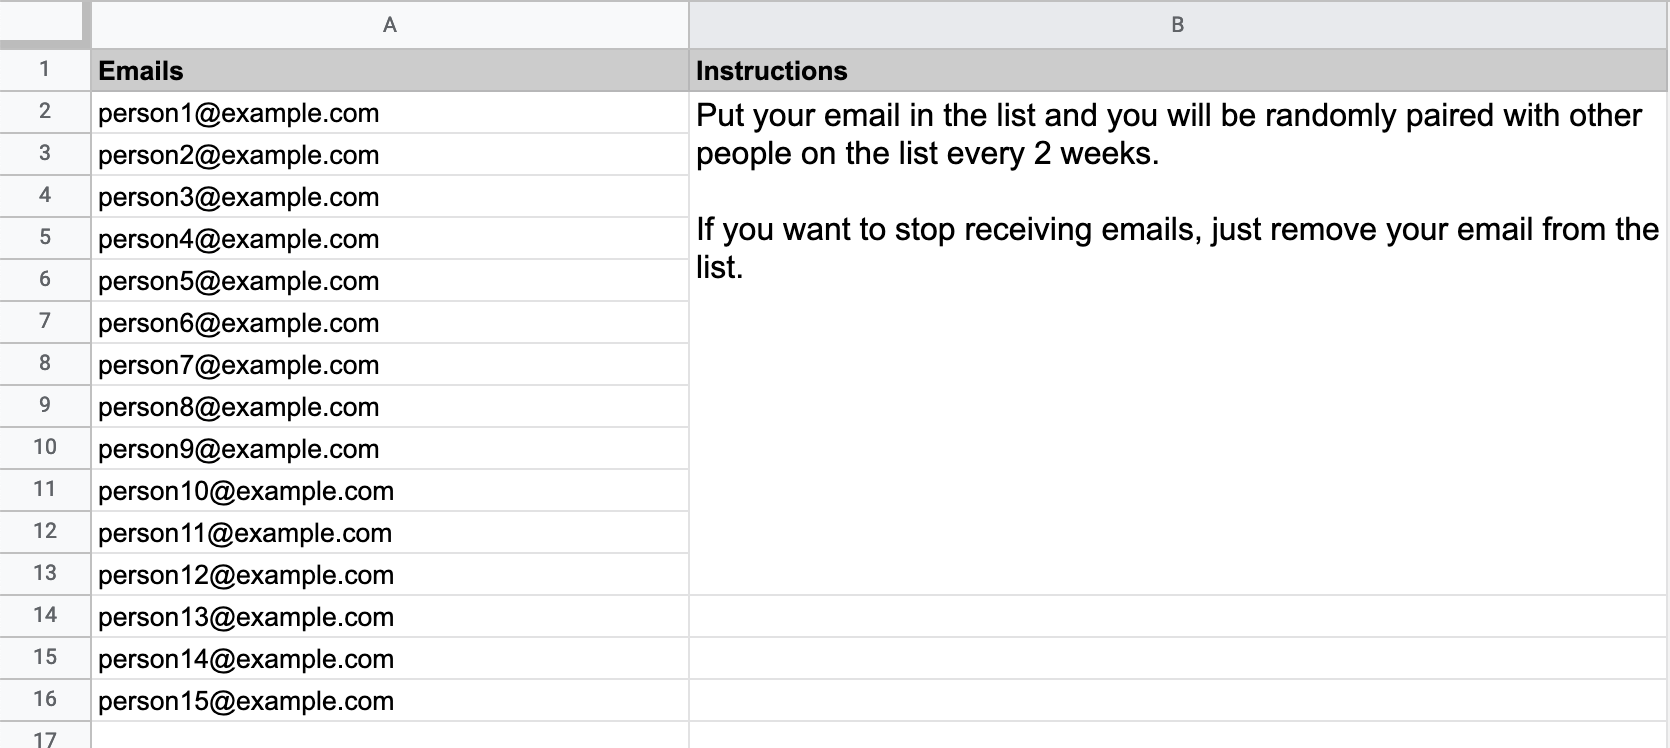 A B
1 Emails Instructions
2 person1@example.com Put your email in the list and you will be randomly paired with other
3 person2@example.com people on the list every 2 weeks.
4 person3@example.com
5 person4@example.com If you want to stop receiving emails, just remove your email from the
6 person5@example.com list.
7 person6@example.com
8 person7@example.com
9 person8@example.com
10 person9@example.com
11 person10@example.com
12 person11@example.com
13 person12@example.com
14 person13@example.com
15 person14@example.com
16 person15@example.com
17